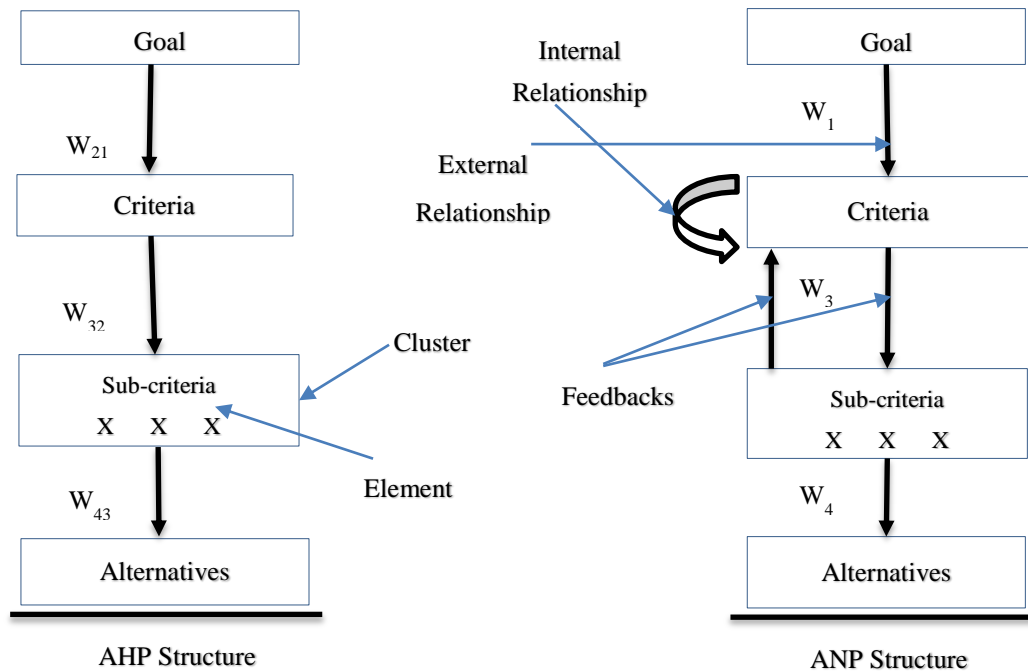 Goal
W21
Criteria
W32
Sub-criteria
X X X
Cluster
Element
W43
Alternatives
AHP Structure
Internal
Relationship
External
Relationship
Goal
W1
Criteria
W3
Feedbacks
Sub-criteria
X X X
W4
Alternatives
ANP Structure